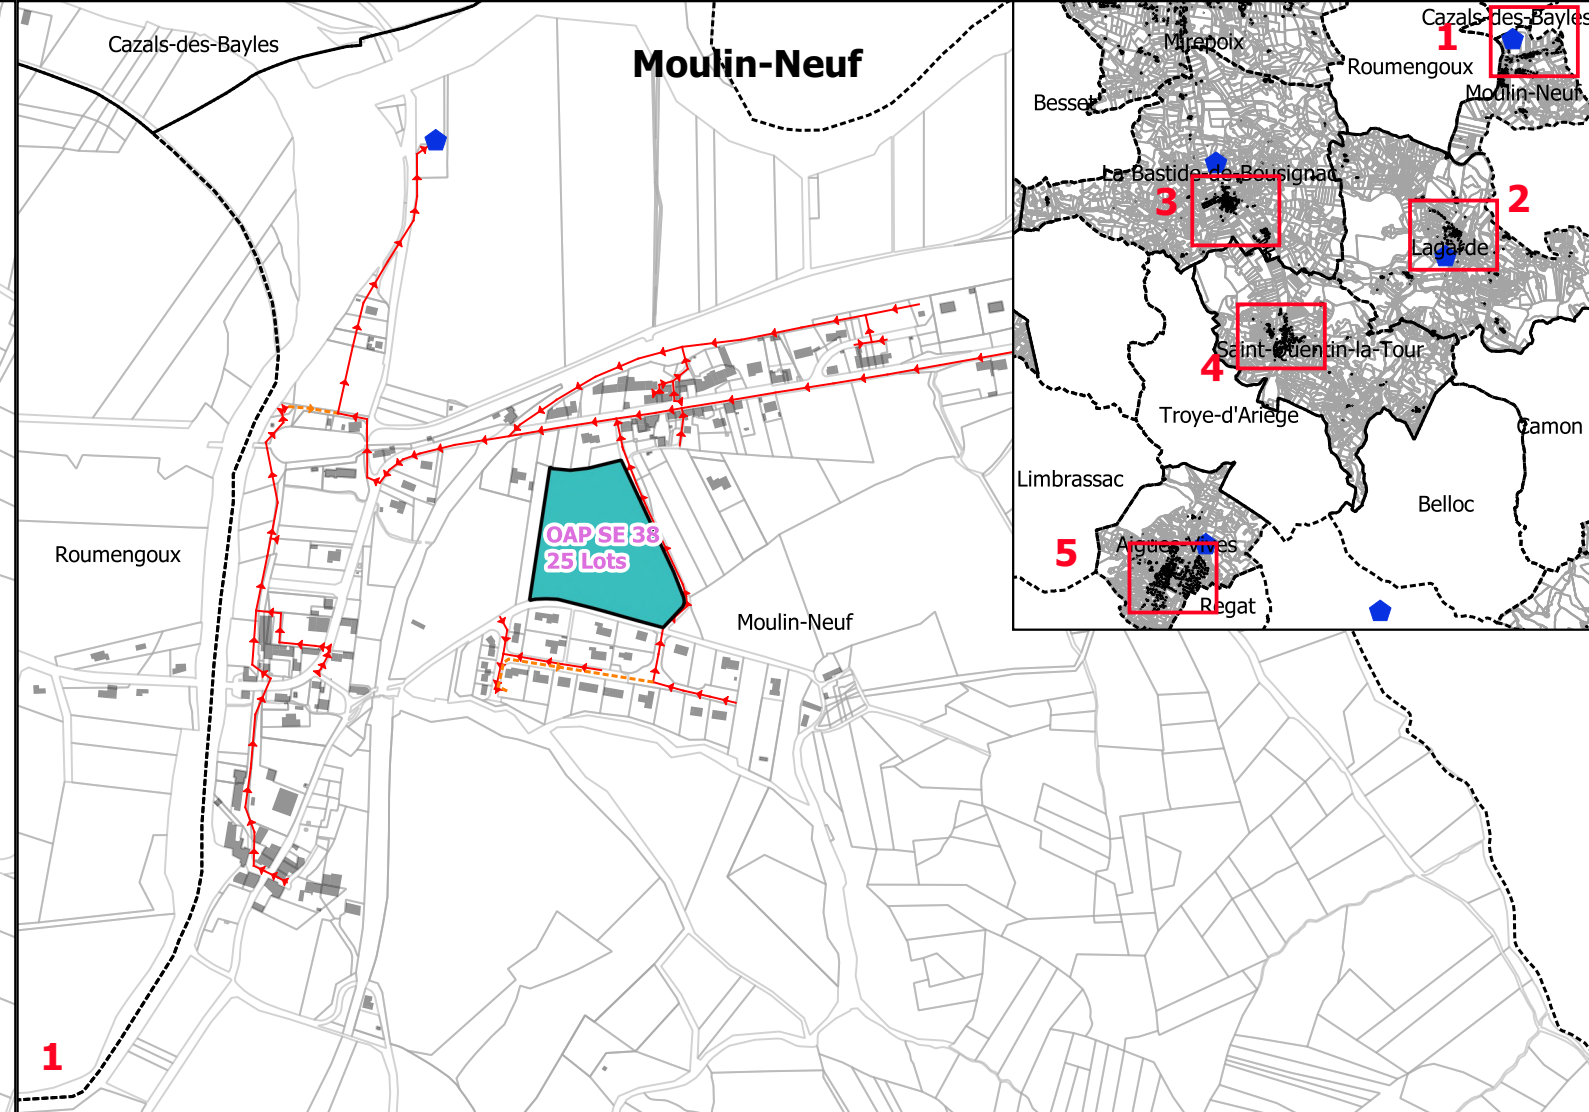 Cazals-des-Bayles
Moulin-Neuf
Roumengoux
OAP SE 38
25 Lots
Moulin-Neuf
1
Cazals-des-Bayles
Mirepoix
1
Roumengoux
Besset
Moulin-Neuf
La-Bastide-de-Bousignac
3
2
Lagarde
Saint-Quentin-la-Tour
4
Troye-d'Ariège
Camon
Limbrassac
Belloc
5
Aigues-Vives
Regat